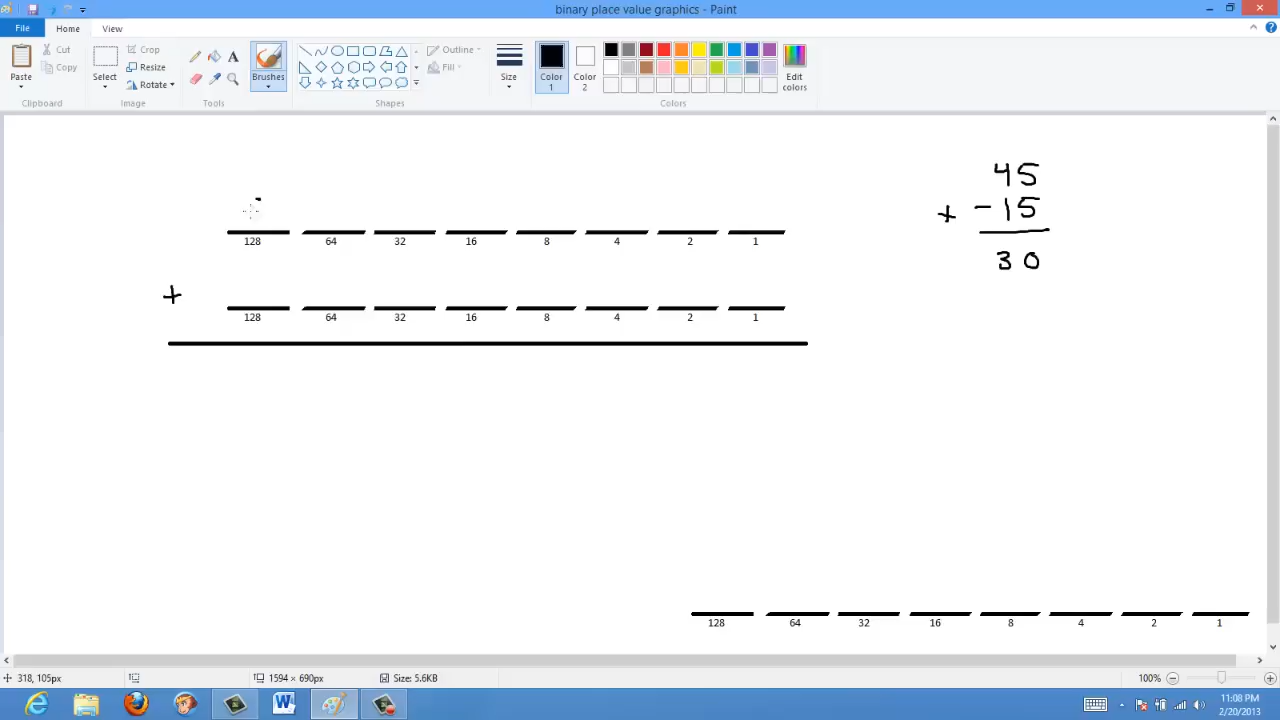 binary place value graphics - Paint
File Home View
Paste
Cut
Copy
Clipboard
Select
Crop
Resize
Rotate
Image
A
Tools
Brushes
Outline
Fill
Shapes
Size
Color 1
Color 2
Edit colors
Colors
128 64 32 16 8 4 2 1
+
128 64 32 16 8 4 2 1
45
+ -15
30
128 64 32 16 8 4 2 1
318, 105px
1594 × 690px
Size: 5.6KB
100%
11:08 PM
2/20/2013